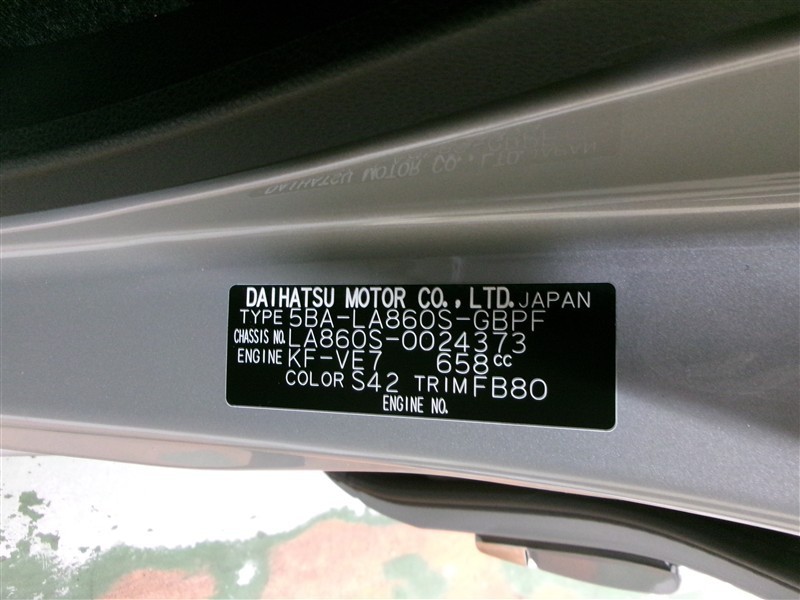 DAIHATSU MOTOR CO., LTD. JAPAN
TYPE 5BA-LA860S-GBPF
CHASSIS NO. LA860S-0024373
ENGINE KF-VE7 658cc
COLOR S42 TRIM FB80
ENGINE NO.